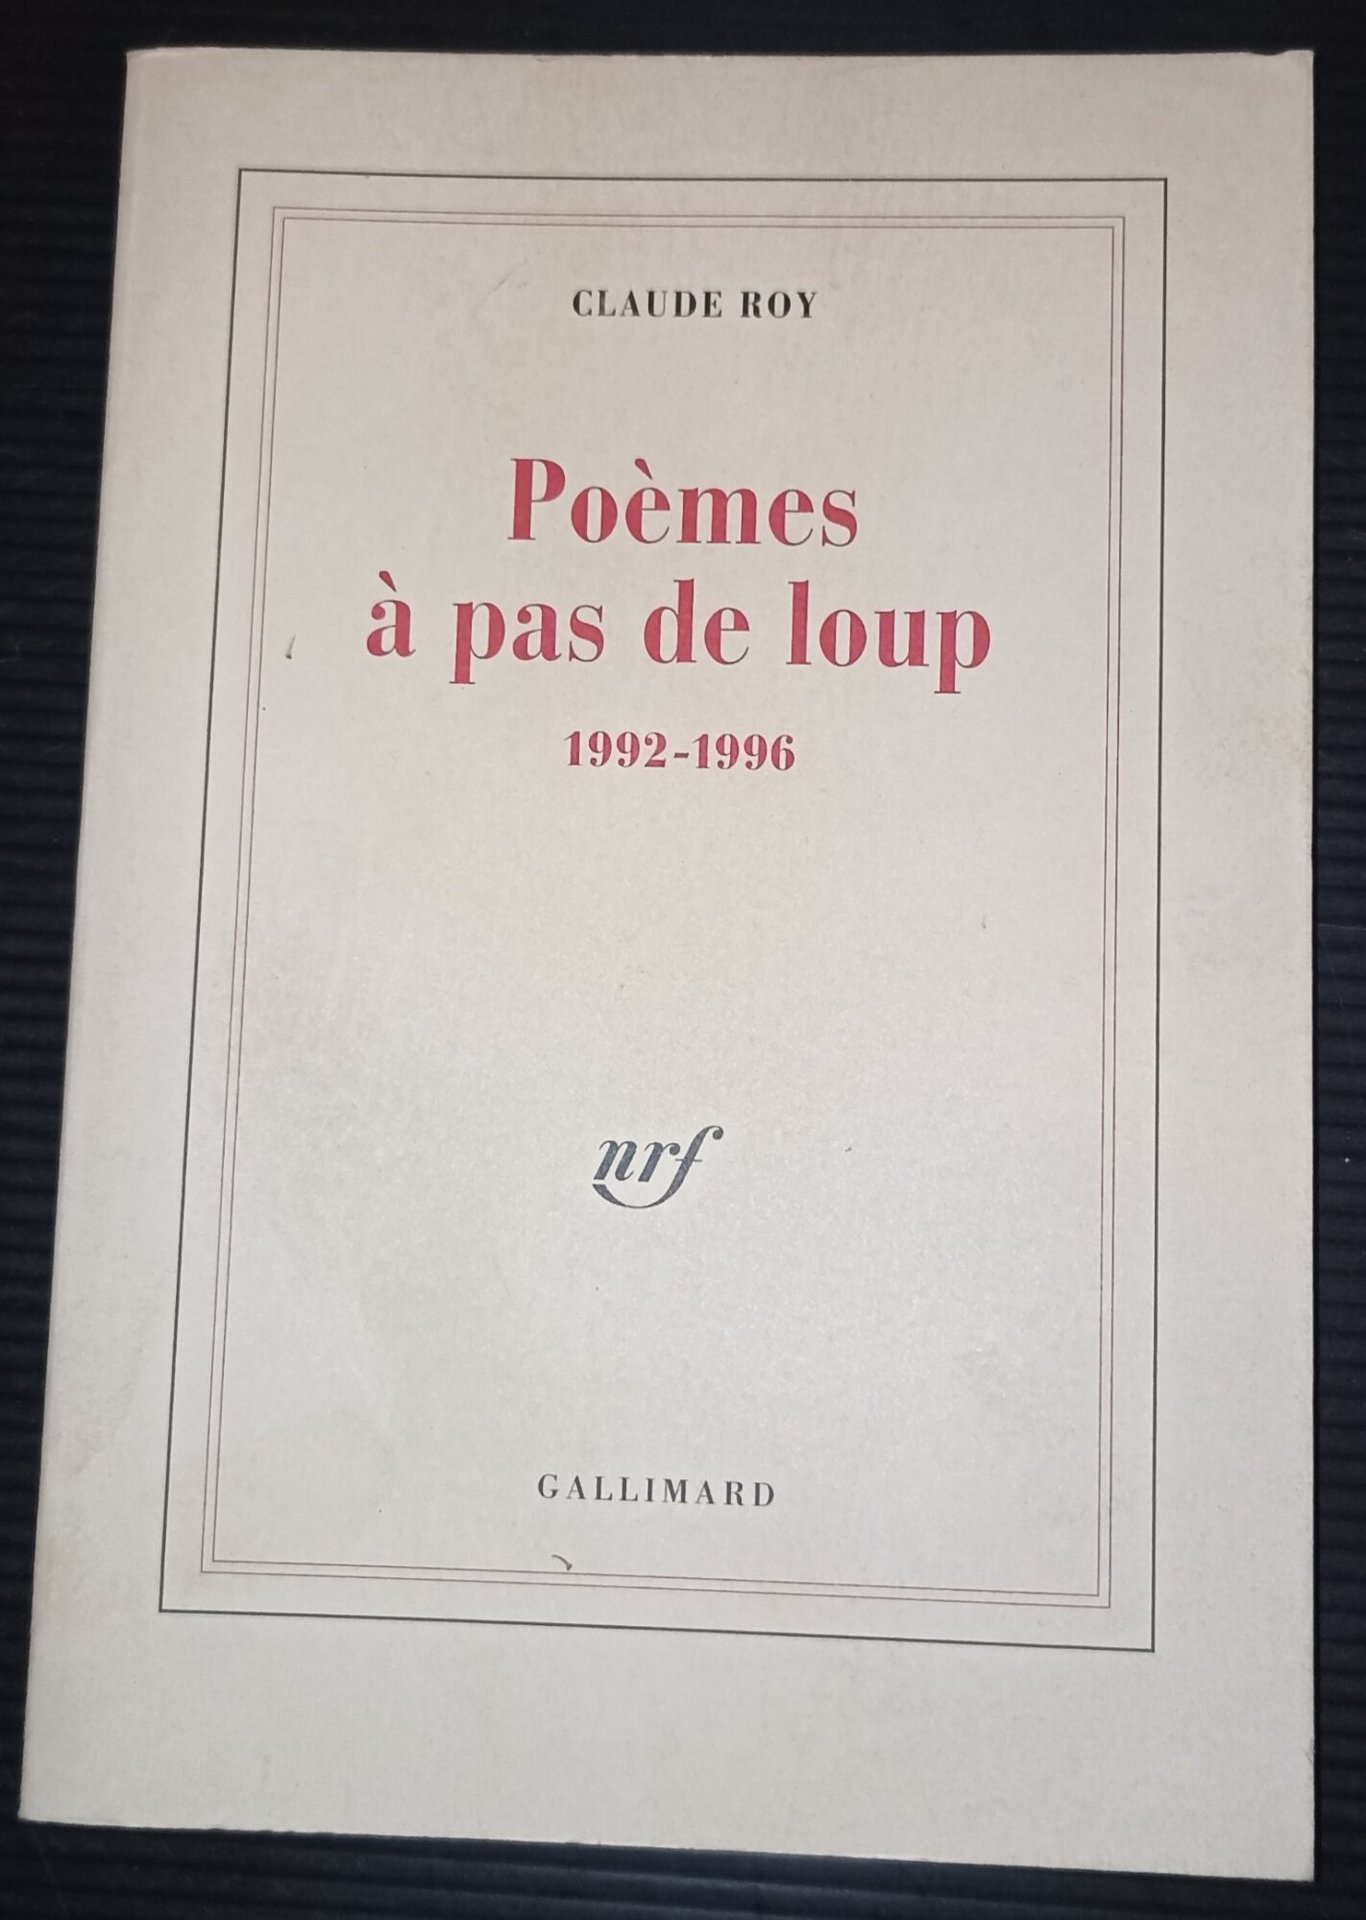 CLAUDE ROY
Poèmes
à pas de loup
1992-1996
nrf
GALLIMARD